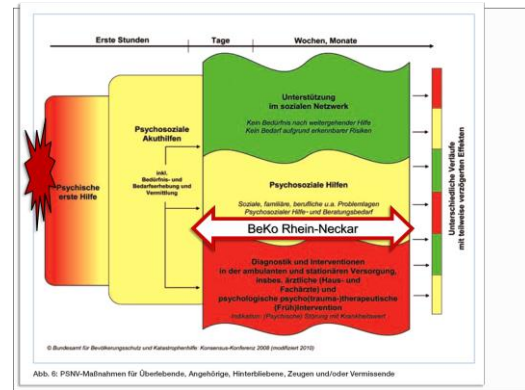 Erste Stunden
Tage
Wochen, Monate
Psychische
erste Hilfe
Psychosoziale
Akuthilfen
inkl.
Bedürfnis- und
Bedarfserhebung und
Vermittlung
Unterstützung
im sozialen Netzwerk
Kein Bedürfnis nach weitergehender Hilfe
Kein Bedarf aufgrund erkennbarer Risiken
Psychosoziale Hilfen
Soziale, familiäre, berufliche u.a. Problemlagen
Psychosozialer Hilfe- und Beratungsbedarf
BeKo Rhein-Neckar
Diagnostik und Interventionen
in der ambulanten und stationären Versorgung,
insbes. ärztliche (Haus- und
Fachärzte) und
psychologische psycho(trauma-)therapeutische
(Früh)Intervention
Indikation: (Psychische) Störung mit Krankheitswert
Unterschiedliche Verläufe
mit teilweise verzögerten Effekten
© Bundesamt für Bevölkerungsschutz und Katastrophenhilfe Konsensus-Konferenz 2008 (modifiziert 2010)
Abb. 6: PSNV-Maßnahmen für Überlebende, Angehörige, Hinterbliebene, Zeugen und/oder Vermissende